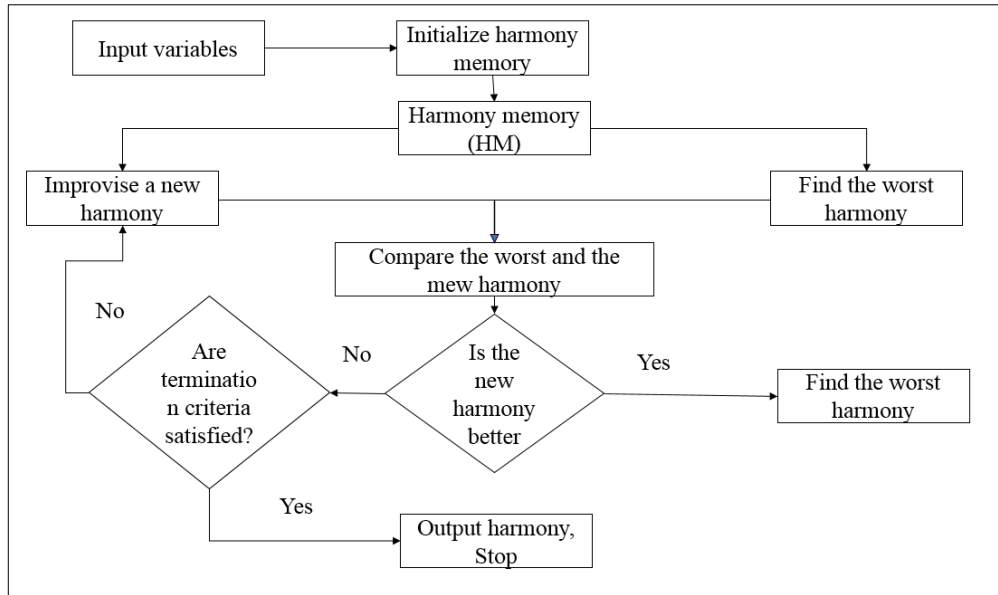 Input variables
Initialize harmony
memory
Harmony memory
(HM)
Improvise a new
harmony
Find the worst
harmony
Compare the worst and the
mew harmony
No
Are
terminatio
n criteria
satisfied?
No
Is the
new
harmony
better
Yes
Find the worst
harmony
Yes
Output harmony,
Stop